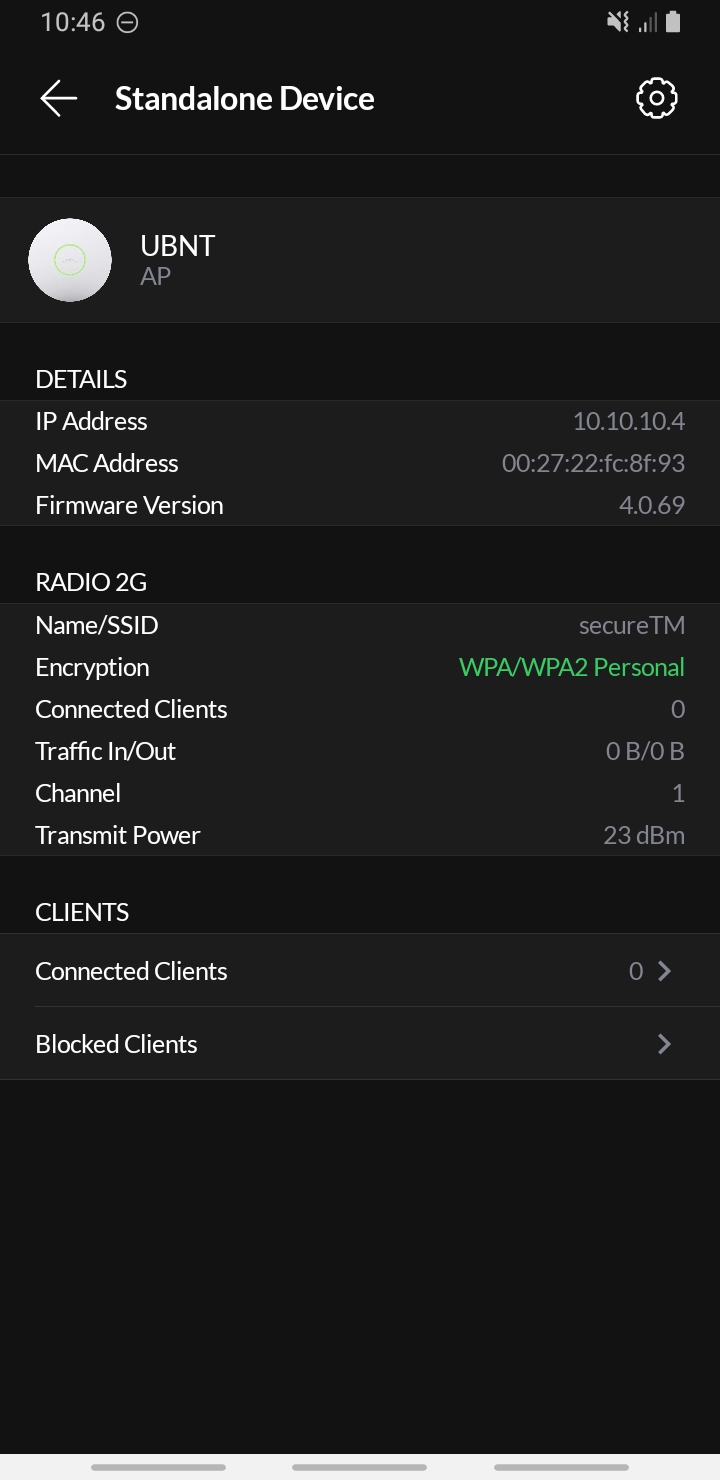 10:46
Standalone Device
UBNT
AP
DETAILS
IP Address 10.10.10.4
MAC Address 00:27:22:fc:8f:93
Firmware Version 4.0.69
RADIO 2G
Name/SSID secureTM
Encryption WPA/WPA2 Personal
Connected Clients 0
Traffic In/Out 0 B/0 B
Channel 1
Transmit Power 23 dBm
CLIENTS
Connected Clients 0
Blocked Clients